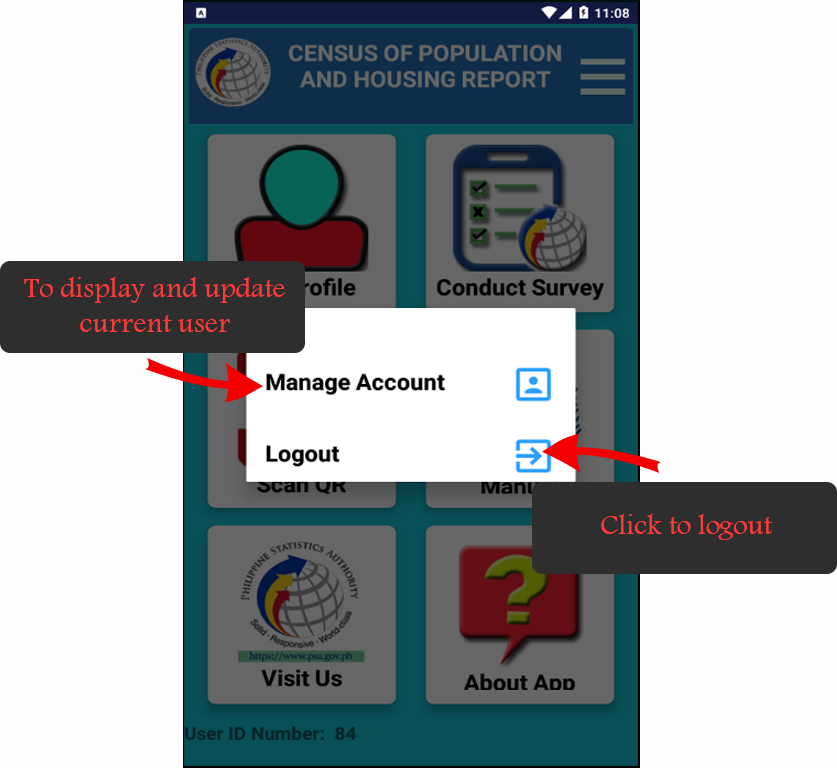 A
11:08
PHILIPPINE STATISTICS AUTHORITY
Solid · Responsive · World-class
CENSUS OF POPULATION
AND HOUSING REPORT
rofile
Conduct Survey
To display and update
current user
Manage Account
Logout
Scan QR
Manu
Click to logout
PHILIPPINE STATISTICS AUTHORITY
Solid · Responsive · World-class
https://www.psa.gov.ph
Visit Us
About App
User ID Number: 84